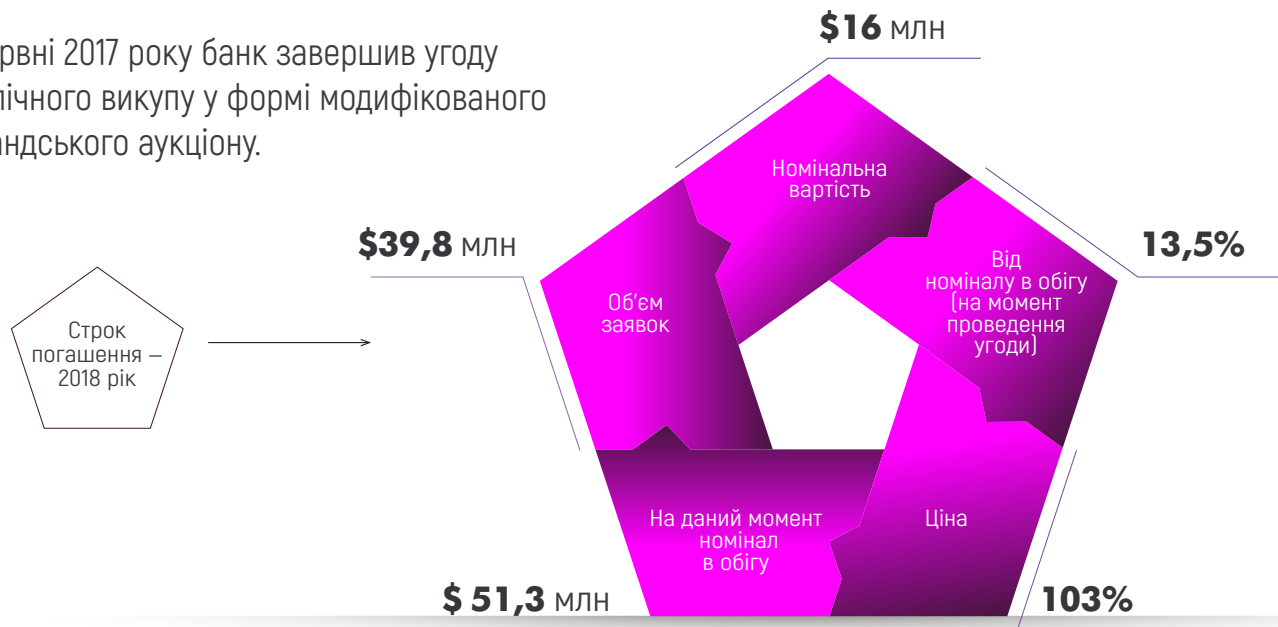 рвні 2017 року банк завершив угоду
лічного викупу у формі модифікованого
андського аукціону.
$16 млн
Номінальна
вартість
$39,8 млн
13,5%
Від
номіналу в обігу
(на момент
проведення
угоди)
Об'єм
заявок
Строк
погашення –
2018 рік
На даний момент
номінал
в обігу
Ціна
$ 51,3 млн
103%